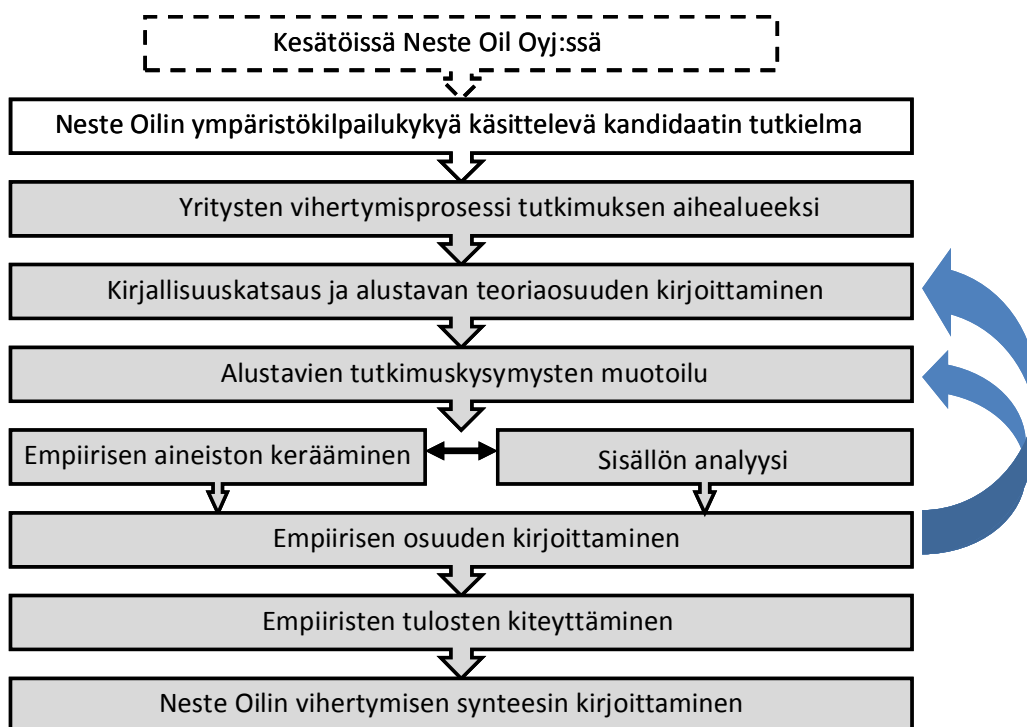 Kesätöissä Neste Oil Oyj:ssä
Neste Oilin ympäristökilpailukykyä käsittelevä kandidaatin tutkielma
Yritysten vihertymisprosessi tutkimuksen aihealueeksi
Kirjallisuuskatsaus ja alustavan teoriaosuuden kirjoittaminen
Alustavien tutkimuskysymysten muotoilu
Empiirisen aineiston kerääminen
Sisällön analyysi
Empiirisen osuuden kirjoittaminen
Empiiristen tulosten kiteyttäminen
Neste Oilin vihertymisen synteesin kirjoittaminen